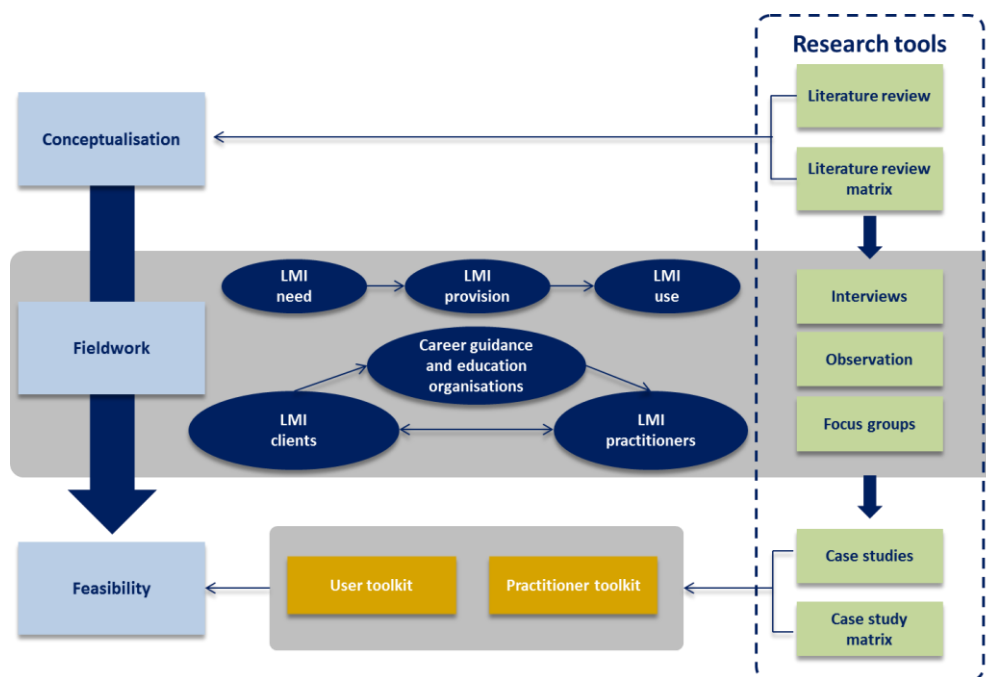 Research tools
Literature review
Conceptualisation
Literature review
matrix
LMI
need
LMI
provision
LMI
use
Interviews
Fieldwork
Career guidance
and education
organisations
Observation
LMI
clients
LMI
practitioners
Focus groups
Case studies
Feasibility
User toolkit
Practitioner toolkit
Case study
matrix